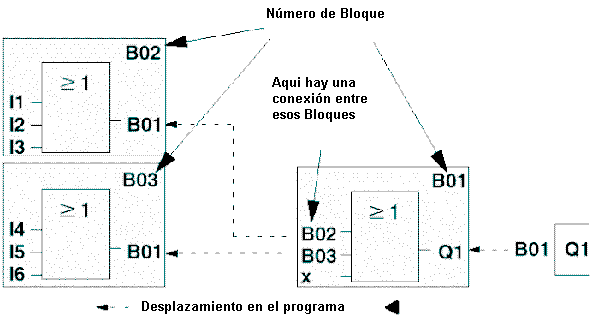 Número de Bloque
B02
≥1
I1
I2
I3
B01
Aqui hay una
conexión entre
esos Bloques
B03
≥1
I4
I5
I6
B01
B01
≥1
B02
B03
x
Q1
B01
Q1
Desplazamiento en el programa